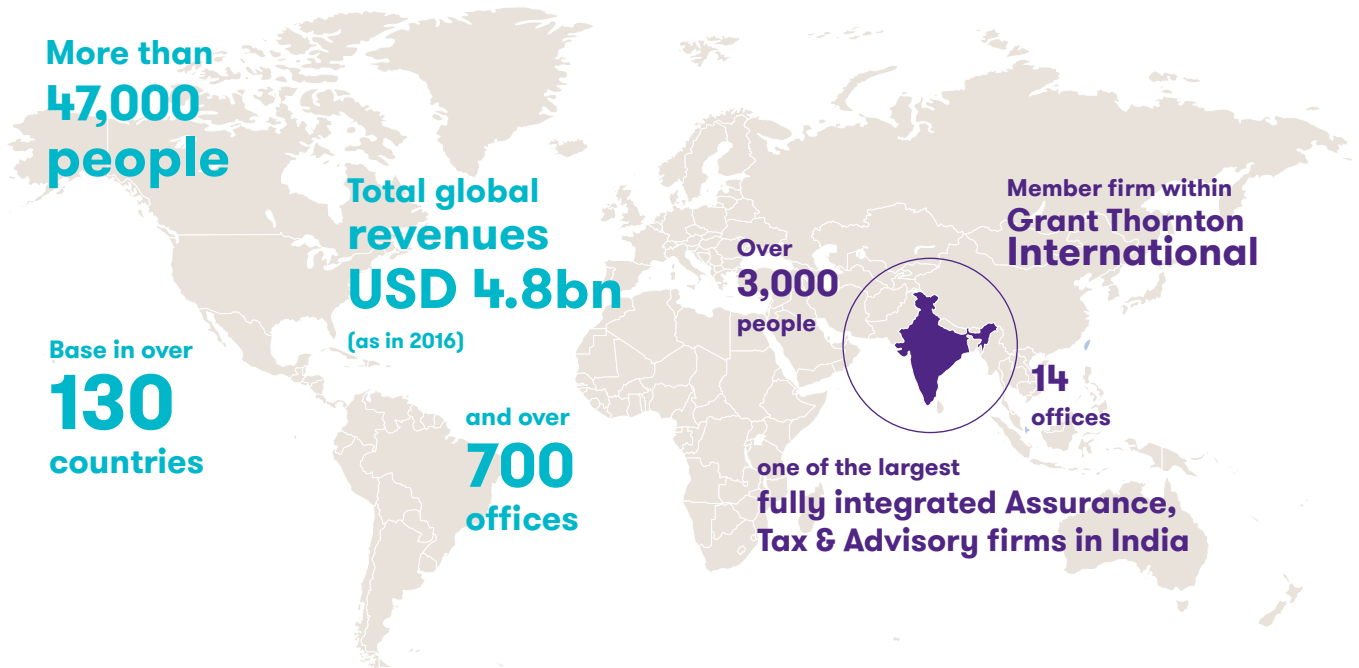 More than
47,000
people
Total global
revenues
USD 4.8bn
(as in 2016)
Base in over
130
countries
and over
700
offices
Member firm within
Grant Thornton
International
Over
3,000
people
14
offices
one of the largest
fully integrated Assurance,
Tax & Advisory firms in India